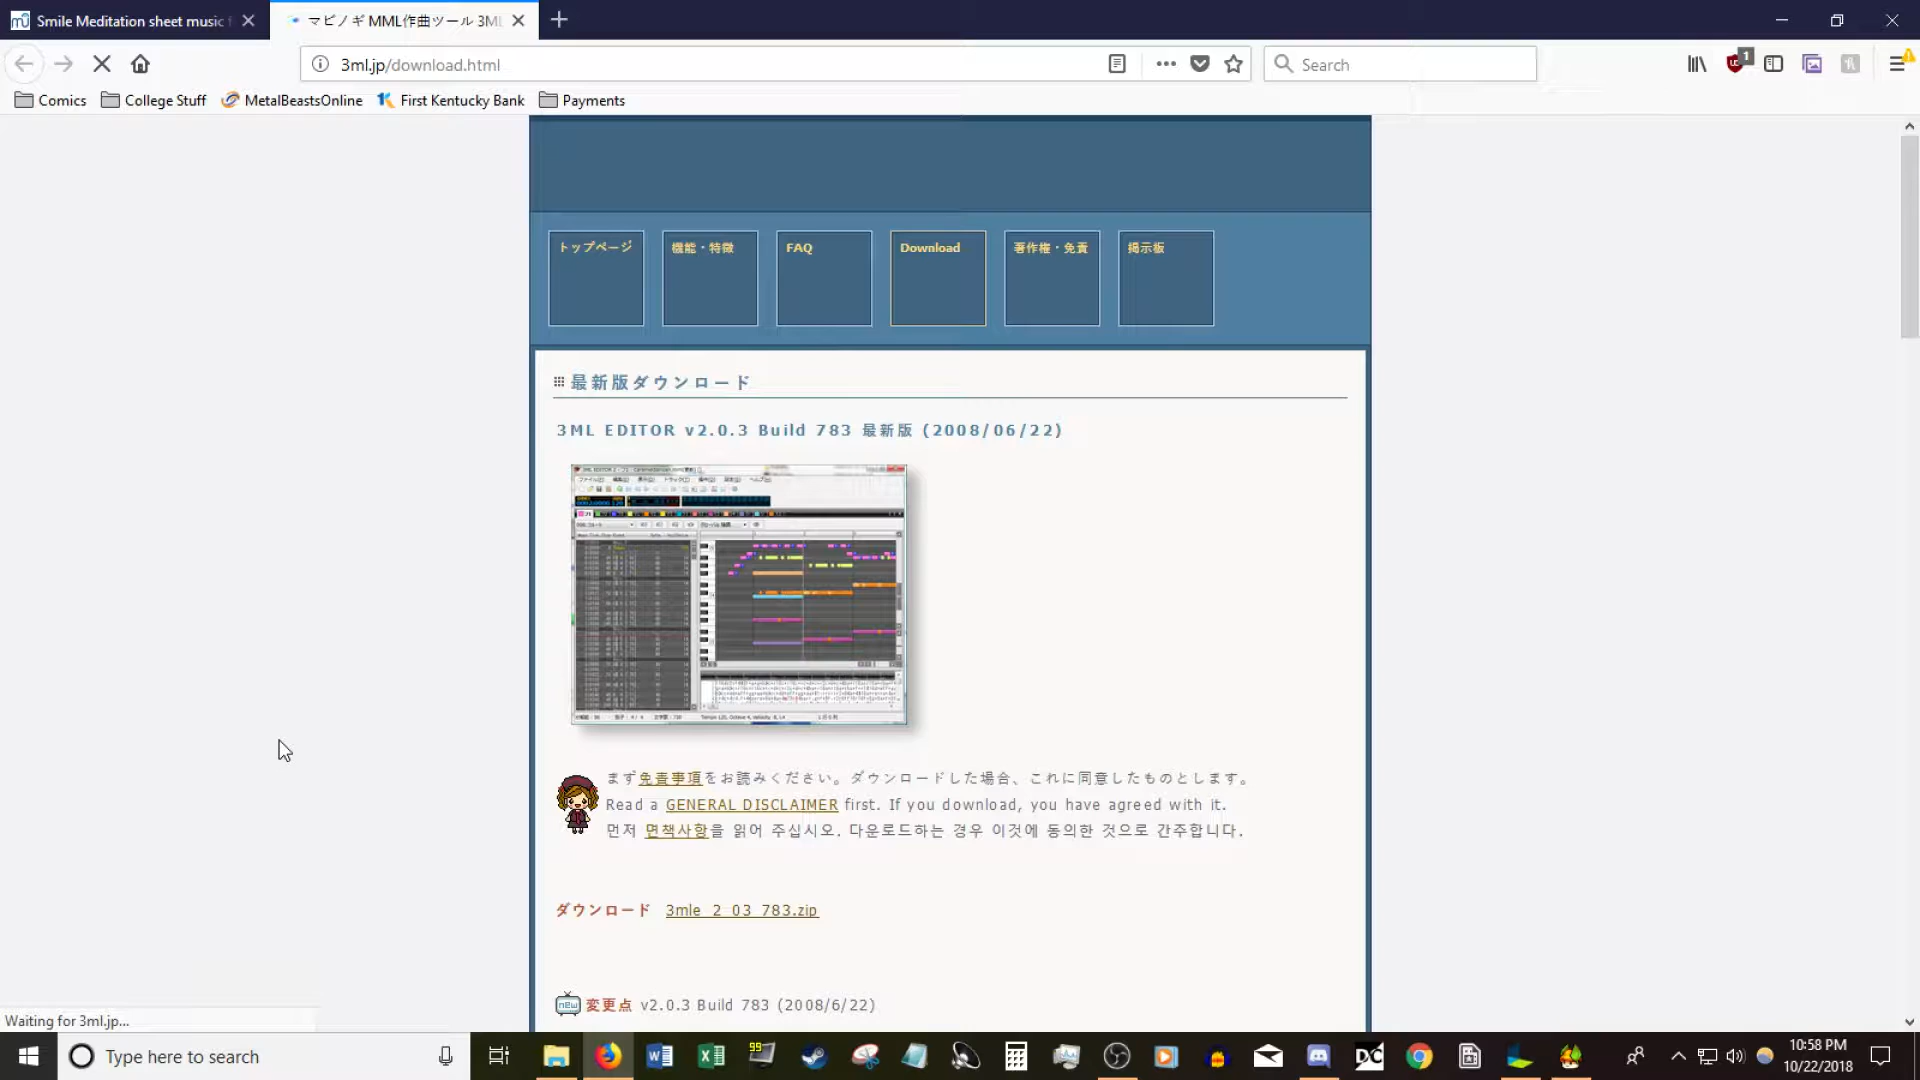 Smile Meditation sheet music
マビノギ MML作曲ツール 3ML
3ml.jp/download.html
Search
1
Comics
College Stuff
MetalBeastsOnline
First Kentucky Bank
Payments
トップページ
機能・特徴
FAQ
Download
著作権・免責
掲示板
最新版ダウンロード
3ML EDITOR v2.0.3 Build 783 最新版 (2008/06/22)
まず免責事項をお読みください。ダウンロードした場合、これに同意したものとします。
Read a GENERAL DISCLAIMER first. If you download, you have agreed with it.
먼저 면책사항을 읽어 주십시오. 다운로드하는 경우 이것에 동의한 것으로 간주합니다.
ダウンロード 3mle_2_03_783.zip
new 変更点 v2.0.3 Build 783 (2008/6/22)
Waiting for 3ml.jp...
Type here to search
99
10:58 PM
10/22/2018